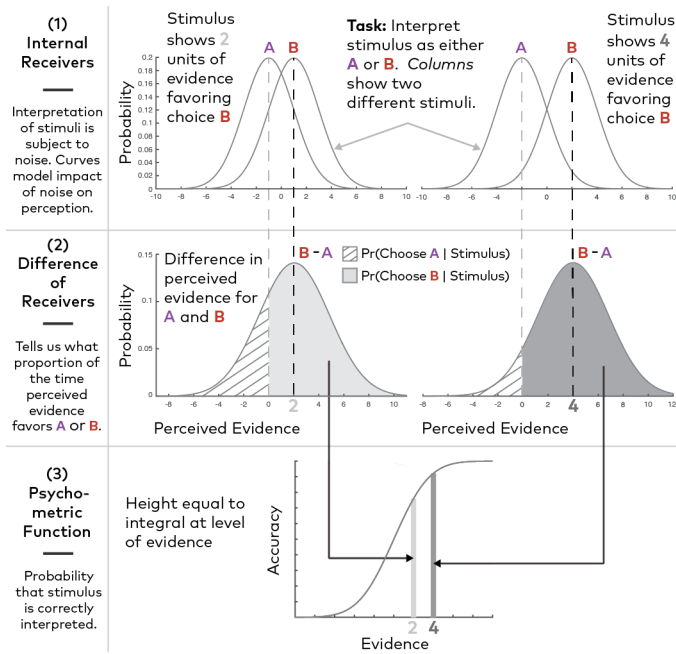 (1)
Internal
Receivers
Interpretation
of stimuli is
subject to
noise. Curves
model impact
of noise on
perception.
Stimulus
shows 2
units of
evidence
favoring
choice B
A B
Task: Interpret
stimulus as either
A or B. Columns
show two
different stimuli.
A B
Stimulus
shows 4
units of
evidence
favoring
choice B
Probability
0.2
0.18
0.16
0.14
0.12
0.1
0.08
0.06
0.04
0.02
0
-10 -8 -6 -4 -2 0 2 4 6 8 10
-10 -8 -6 -4 -2 0 2 4 6 8 10
(2)
Difference
of
Receivers
Tells us what
proportion of
the time
perceived
evidence
favors A or B.
Difference in
perceived
evidence for
A and B
B - A
Pr(Choose A | Stimulus)
Pr(Choose B | Stimulus)
B - A
Probability
0.15
0.1
0.05
0
-8 -6 -4 -2 0 2 4 6 8 10
2
Perceived Evidence
-8 -6 -4 -2 0 2 4 6 8 10 12
4
Perceived Evidence
(3)
Psycho-
metric
Function
Probability
that stimulus
is correctly
interpreted.
Height equal to
integral at level
of evidence
Accuracy
2 4
Evidence